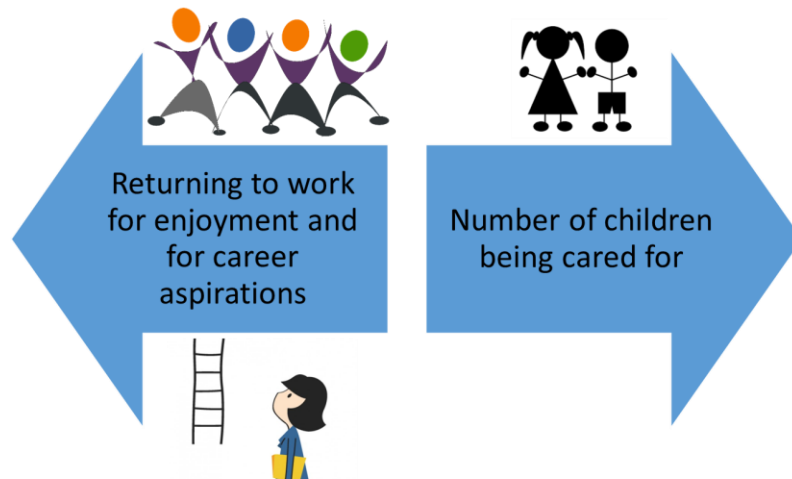 Returning to work
for enjoyment and
for career
aspirations
Number of children
being cared for